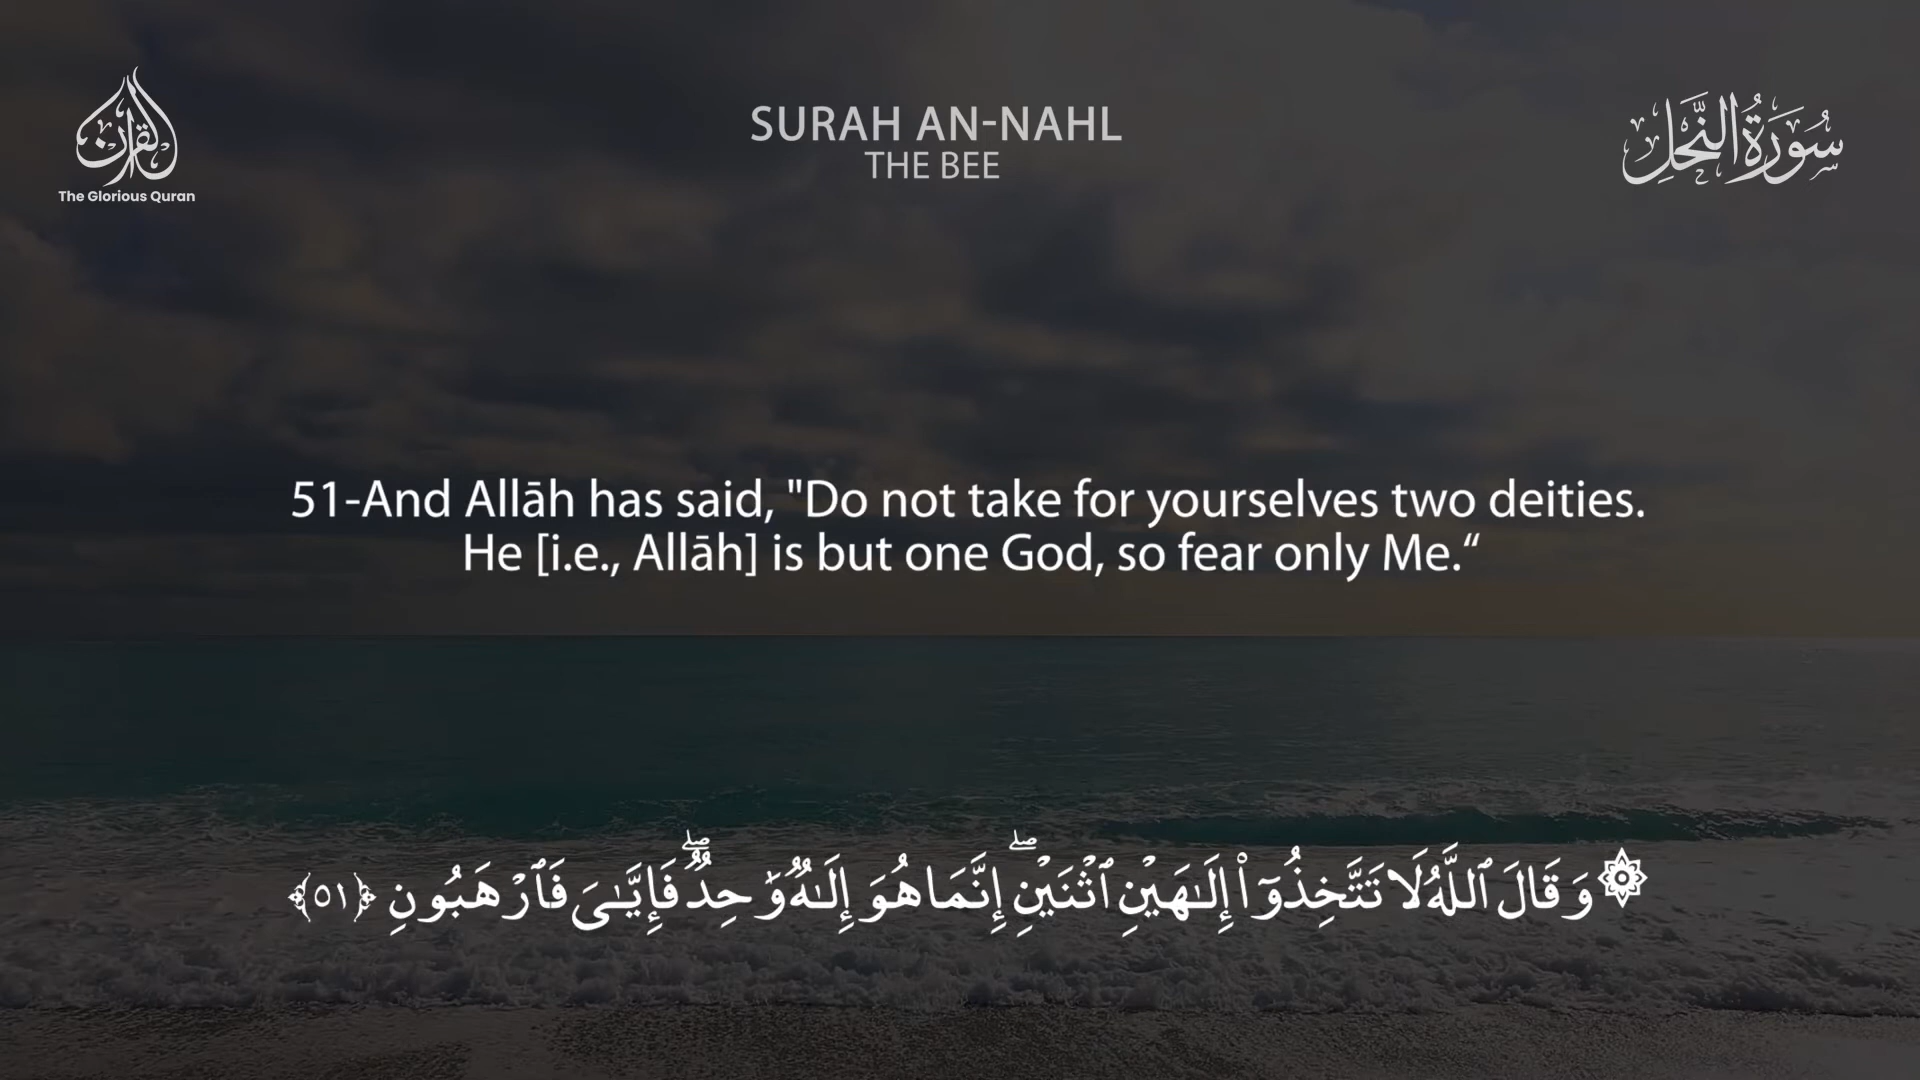 القرآن
The Glorious Quran
SURAH AN-NAHL
THE BEE
سُورَةُ النَّحْلِ
51-And Allāh has said, "Do not take for yourselves two deities.
He [i.e., Allāh] is but one God, so fear only Me.“
۞ وَقَالَ ٱللَّهُ لَا تَتَّخِذُوٓا۟ إِلَـٰهَيْنِ ٱثْنَيْنِ ۖ إِنَّمَا هُوَ إِلَـٰهٌ وَٰحِدٌ ۖ فَإِيَّـٰىَ فَٱرْهَبُونِ ﴿٥١﴾